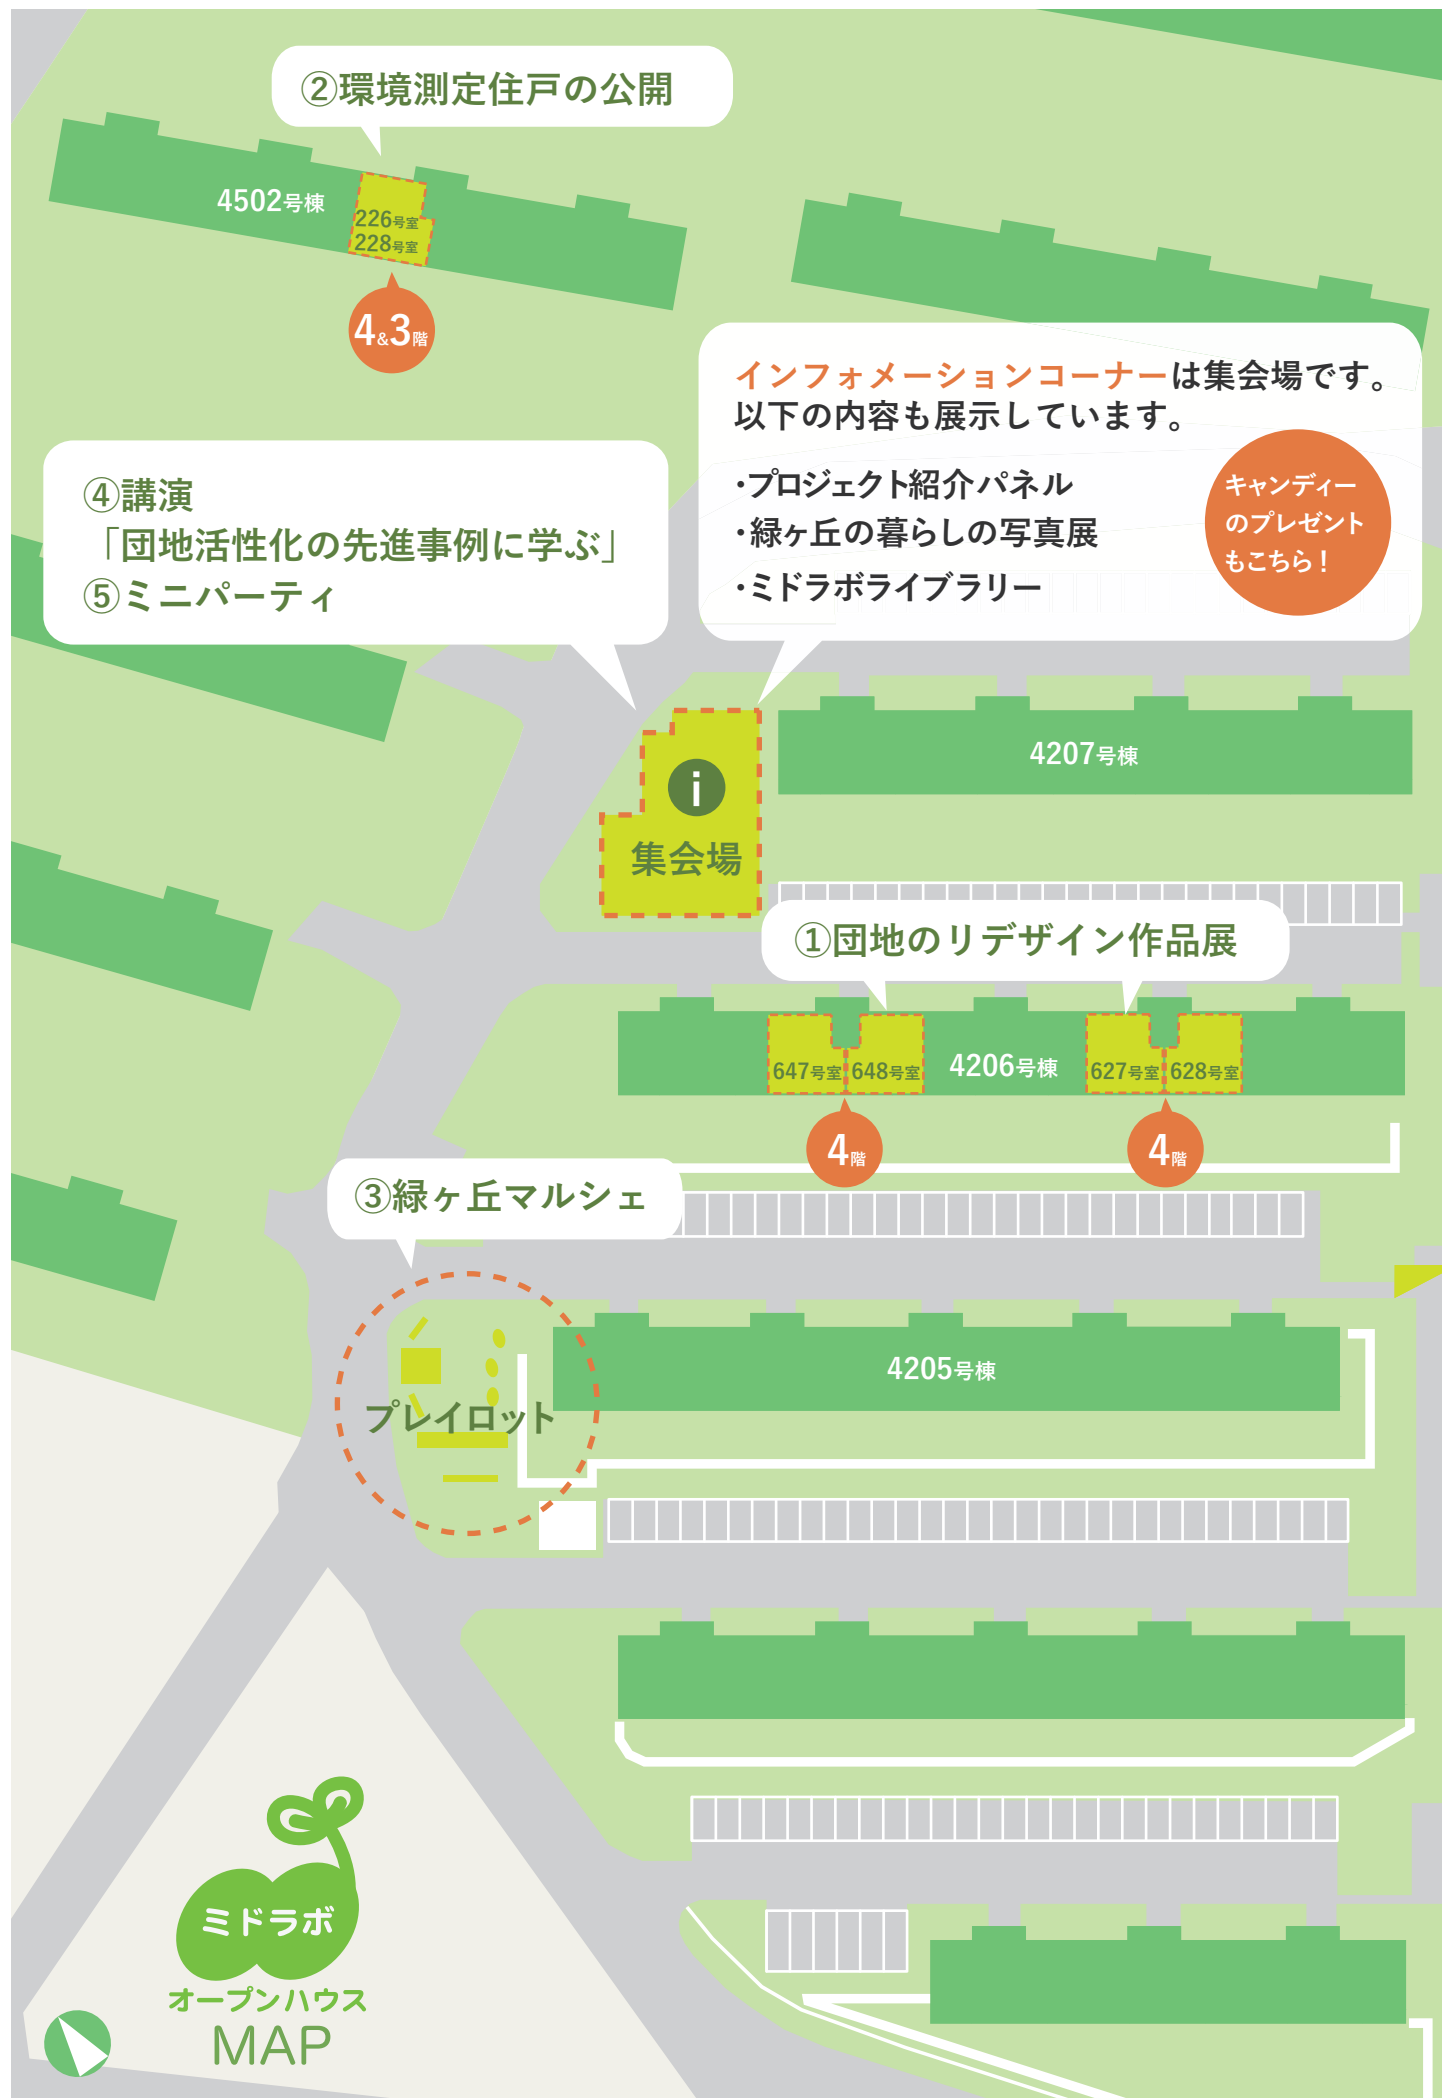 ②環境測定住戸の公開
4502号棟
226号室
228号室
4&3階
インフォメーションコーナーは集会場です。
以下の内容も展示しています。
・プロジェクト紹介パネル
・緑ヶ丘の暮らしの写真展
・ミドラボライブラリー
キャンディー
のプレゼント
もこちら！
④講演
「団地活性化の先進事例に学ぶ」
⑤ミニパーティ
4207号棟
i
集会場
①団地のリデザイン作品展
647号室
648号室
4206号棟
627号室
628号室
4階
4階
③緑ヶ丘マルシェ
4205号棟
プレイロット
ミドラボ
オープンハウス
MAP